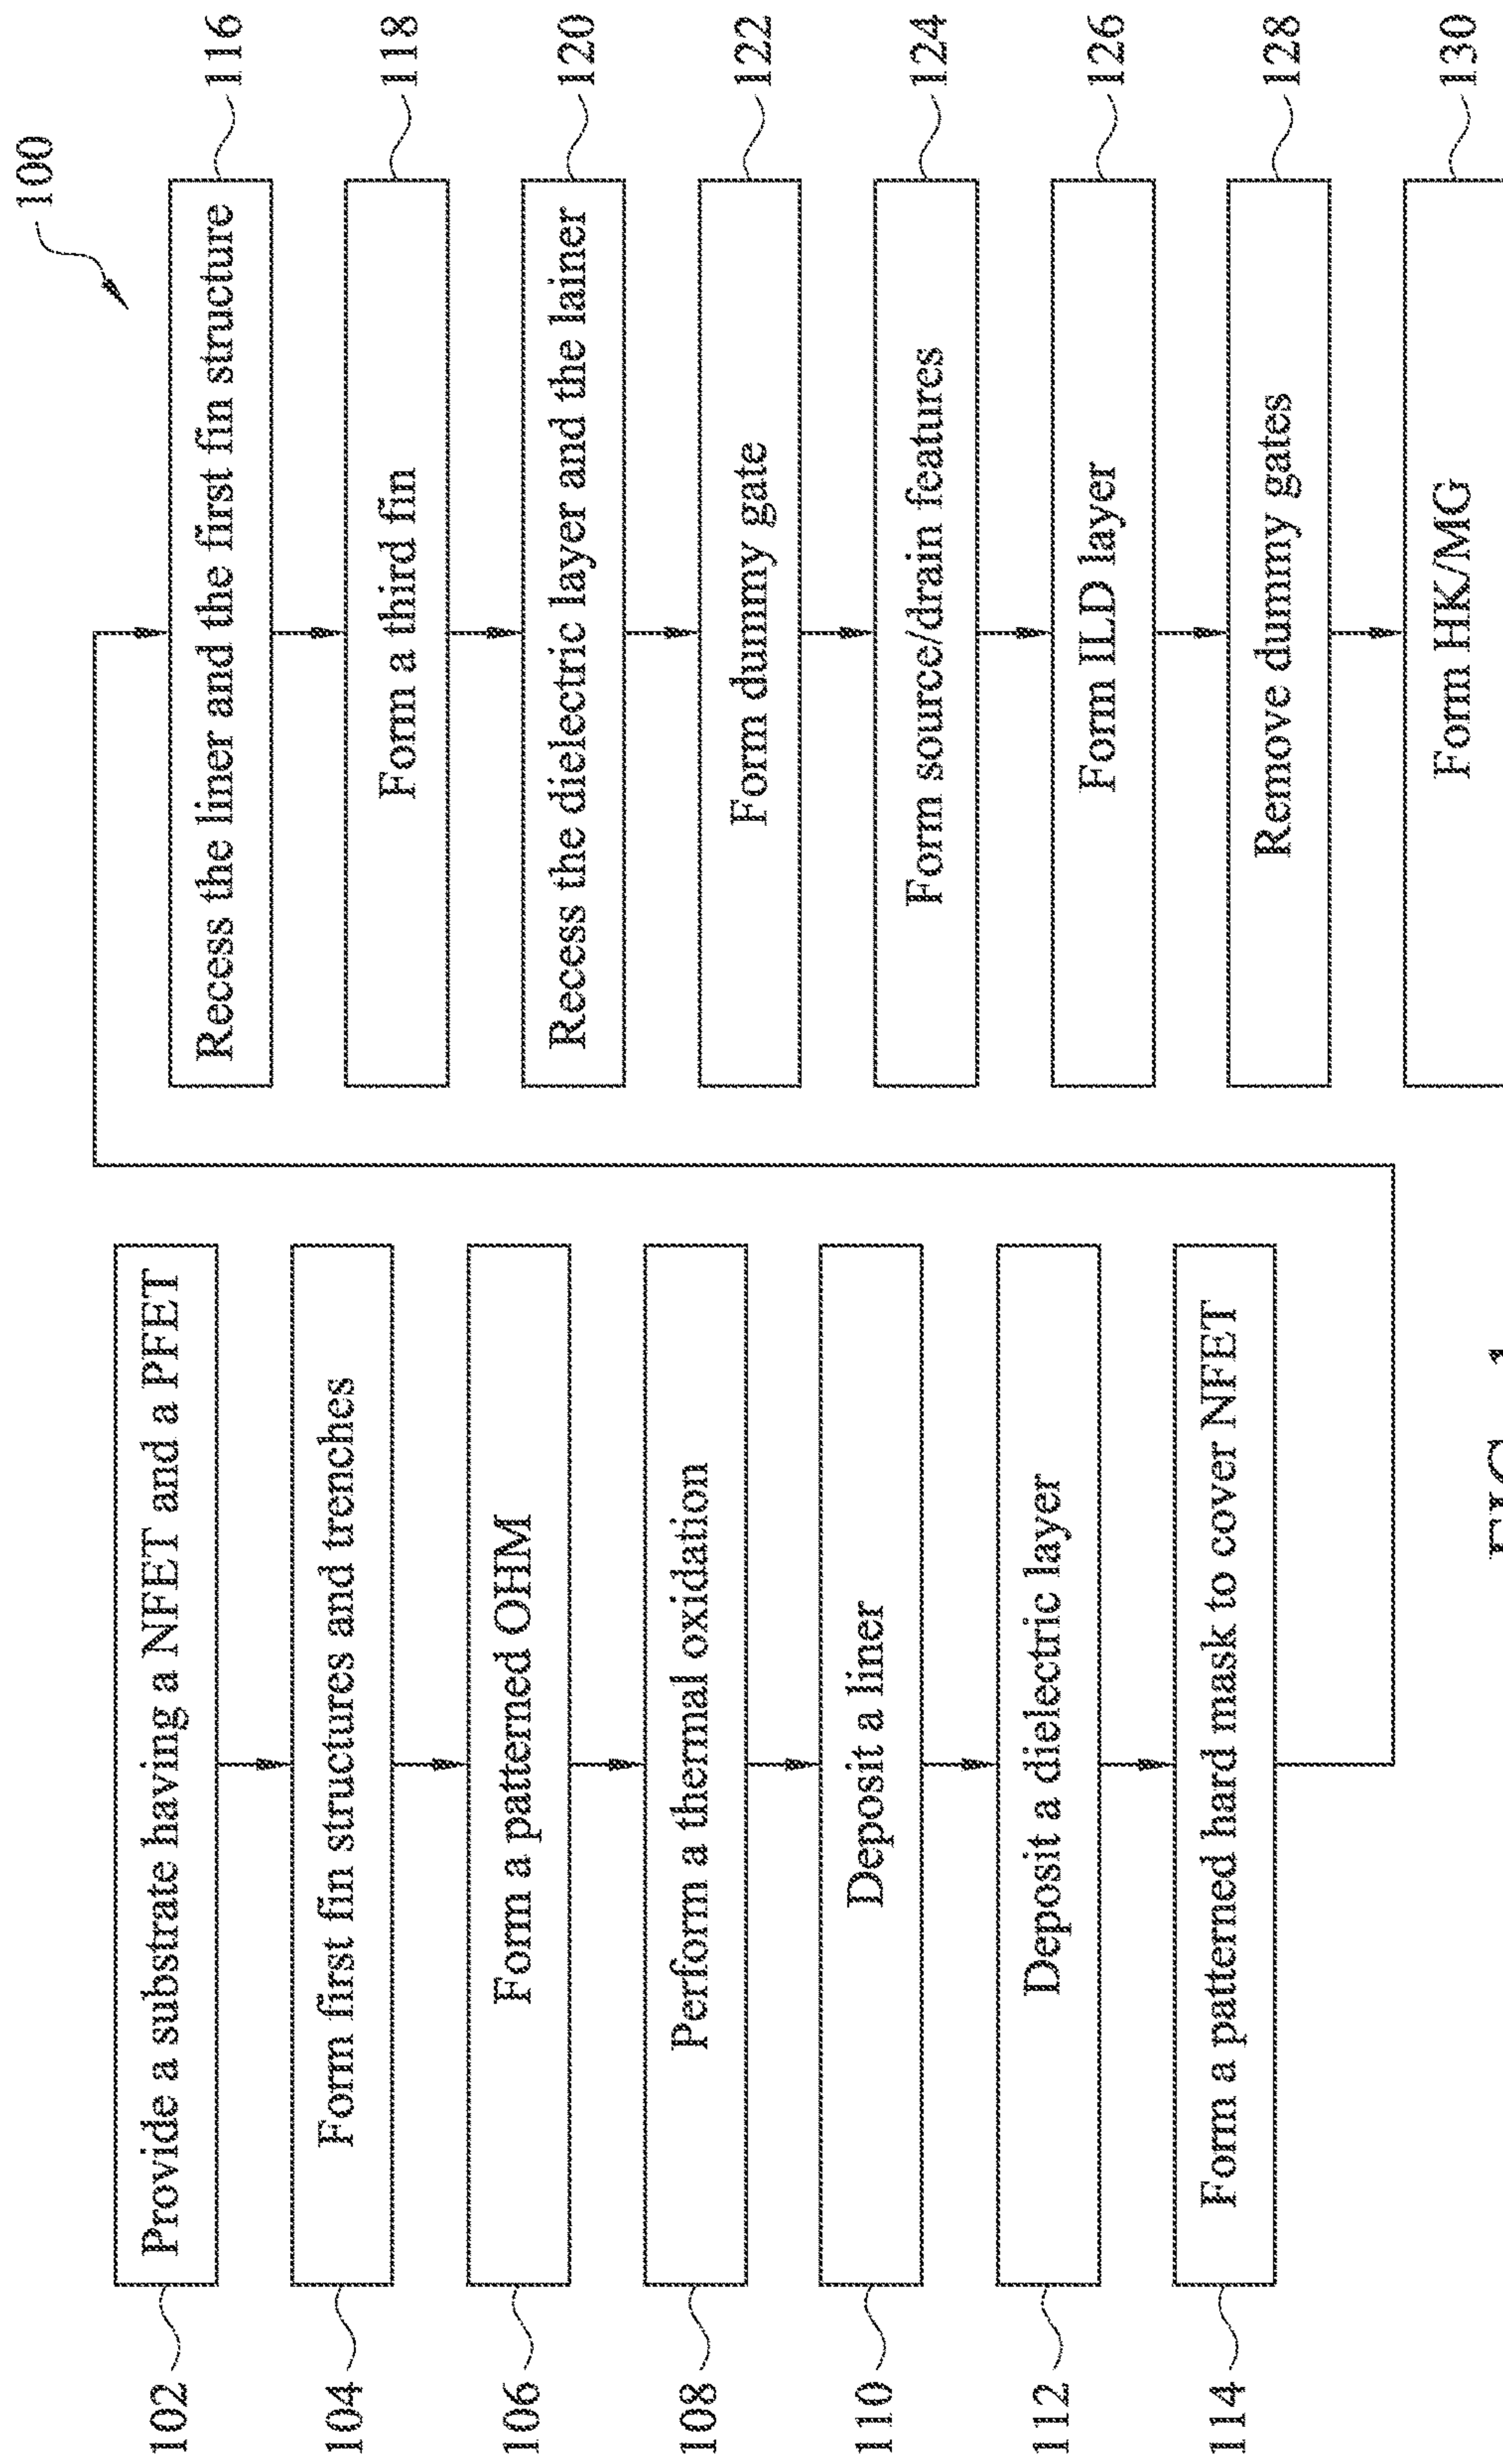 100
102 Provide a substrate having a NFET and a PFET
104 Form first fin structures and trenches
106 Form a patterned OHM
108 Perform a thermal oxidation
110 Deposit a liner
112 Deposit a dielectric layer
114 Form a patterned hard mask to cover NFET
Recess the liner and the first fin structure 116
Form a third fin 118
Recess the dielectric layer and the lainer 120
Form dummy gate 122
Form source/drain features 124
Form ILD layer 126
Remove dummy gates 128
Form HK/MG 130